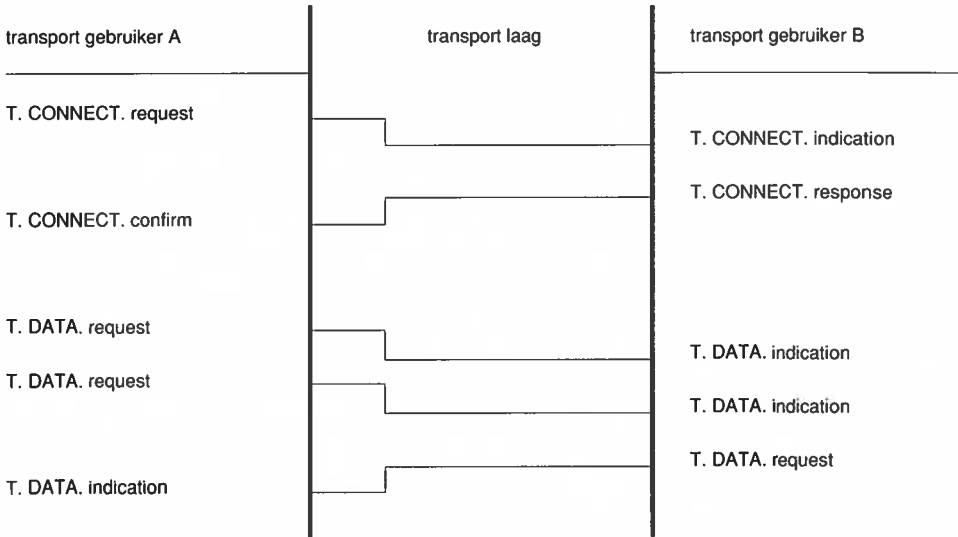 transport gebruiker A
transport laag
transport gebruiker B
T. CONNECT. request
T. CONNECT. indication
T. CONNECT. response
T. CONNECT. confirm
T. DATA. request
T. DATA. indication
T. DATA. request
T. DATA. indication
T. DATA. request
T. DATA. indication